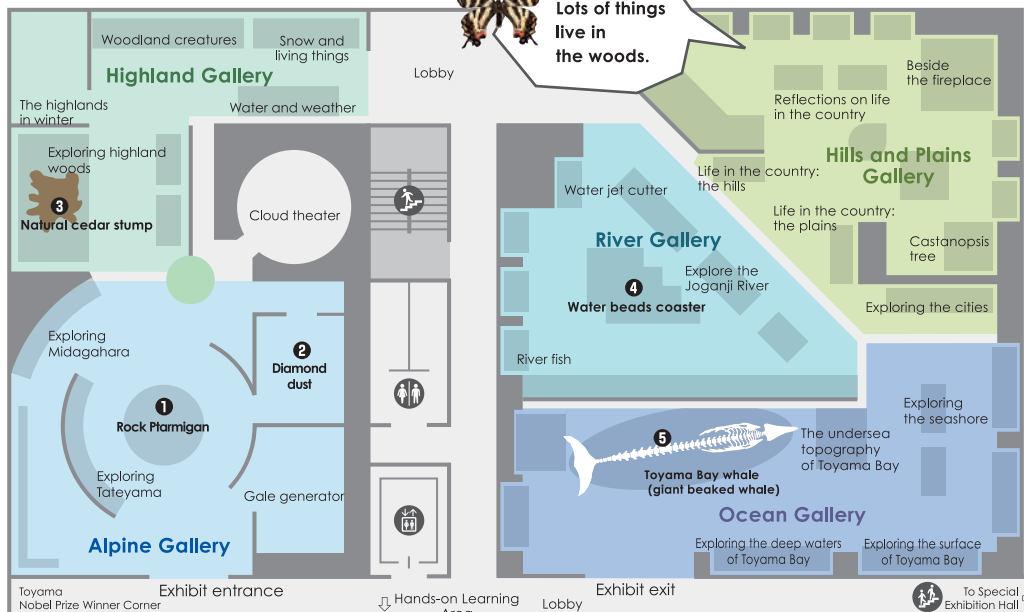 Lots of things
live in
the woods.
Woodland creatures
Snow and
living things
Highland Gallery
Lobby
Water and weather
The highlands
in winter
Exploring highland
woods
3
Natural cedar stump
Cloud theater
Beside
the fireplace
Reflections on life
in the country
Hills and Plains
Gallery
Life in the country:
the hills
Life in the country:
the plains
Castanopsis
tree
Exploring the cities
Water jet cutter
River Gallery
Explore the
Joganji River
4
Water beads coaster
River fish
Exploring
Midagahara
2
Diamond
dust
1
Rock Ptarmigan
Exploring
Tateyama
Gale generator
Alpine Gallery
Exploring
the seashore
5
The undersea
topography
of Toyama Bay
Toyama Bay whale
(giant beaked whale)
Ocean Gallery
Exploring the deep waters
of Toyama Bay
Exploring the surface
of Toyama Bay
Toyama
Nobel Prize Winner Corner
Exhibit entrance
Hands-on Learning
Area
Lobby
Exhibit exit
To Special
Exhibition Hall